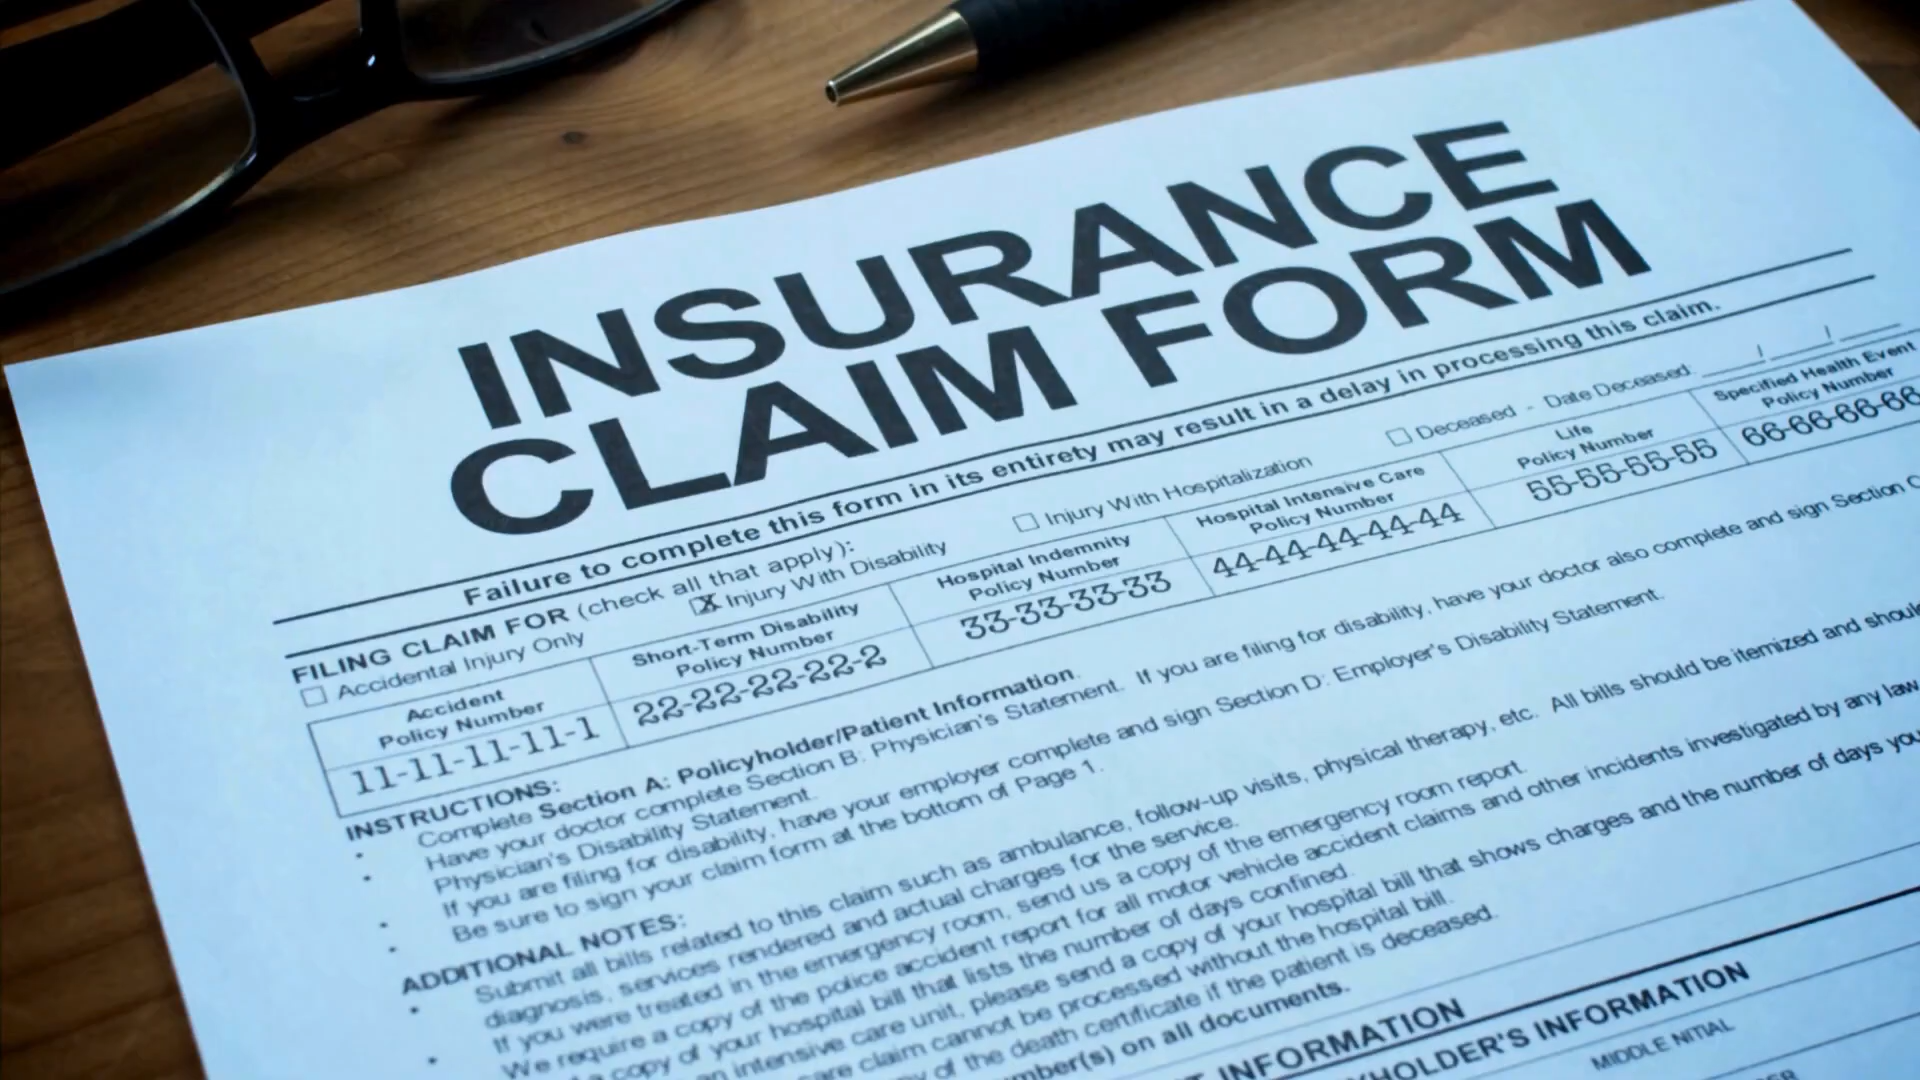 INSURANCE
CLAIM FORM
Failure to complete this form in its entirety may result in a delay in processing this claim.
FILING CLAIM FOR (check all that apply):
☐ Accidental Injury Only ☒ Injury With Disability ☐ Injury With Hospitalization ☐ Deceased - Date Deceased: ___/___/___
Accident
Policy Number
11-11-11-11-1
Short-Term Disability
Policy Number
22-22-22-22-2
Hospital Indemnity
Policy Number
33-33-33-33
Hospital Intensive Care
Policy Number
44-44-44-44-44
Life
Policy Number
55-55-55-55
Specified Health Event
Policy Number
66-66-66-66
INSTRUCTIONS:
• Complete Section A: Policyholder/Patient Information.
• Have your doctor complete Section B: Physician's Statement. If you are filing for disability, have your doctor also complete and sign Section C
Physician's Disability Statement.
• If you are filing for disability, have your employer complete and sign Section D: Employer's Disability Statement.
• Be sure to sign your claim form at the bottom of Page 1.
ADDITIONAL NOTES:
• Submit all bills related to this claim such as ambulance, follow-up visits, physical therapy, etc. All bills should be itemized and should
diagnosis, services rendered and actual charges for the service.
• If you were treated in the emergency room, send us a copy of the emergency room report.
We require a copy of the police accident report for all motor vehicle accident claims and other incidents investigated by any law
a copy of your hospital bill that lists the number of days confined.
an intensive care unit, please send a copy of your hospital bill that shows charges and the number of days you
care claim cannot be processed without the hospital bill.
of the death certificate if the patient is deceased.
number(s) on all documents.
INFORMATION
HOLDER'S INFORMATION
MIDDLE NITIAL